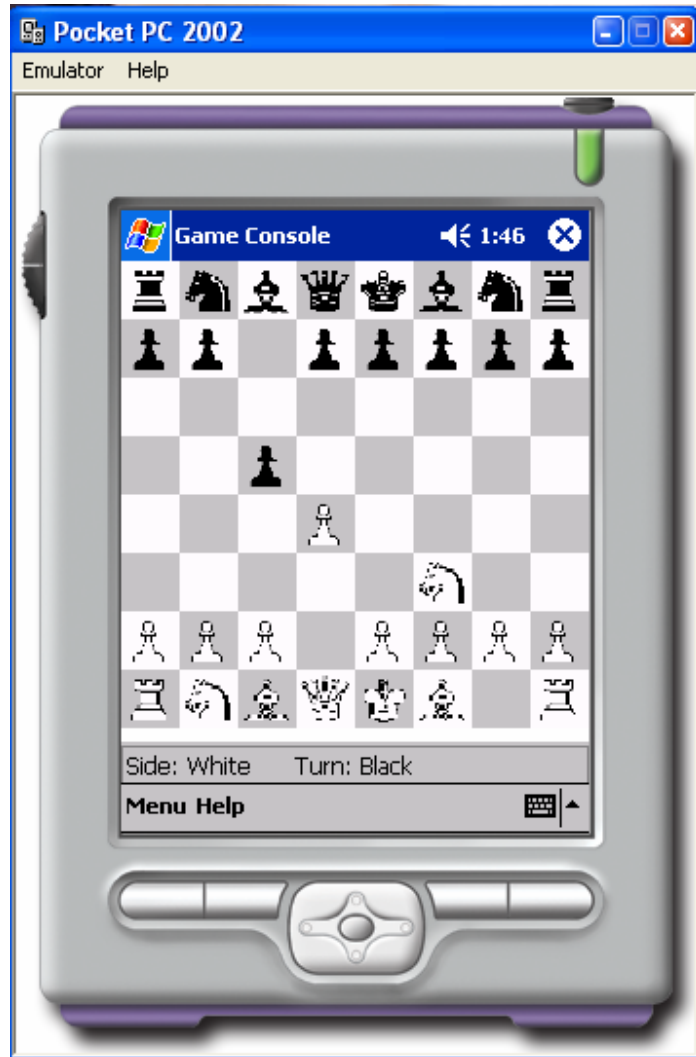 Pocket PC 2002
Emulator Help
Game Console 1:46
Side: White Turn: Black
Menu Help